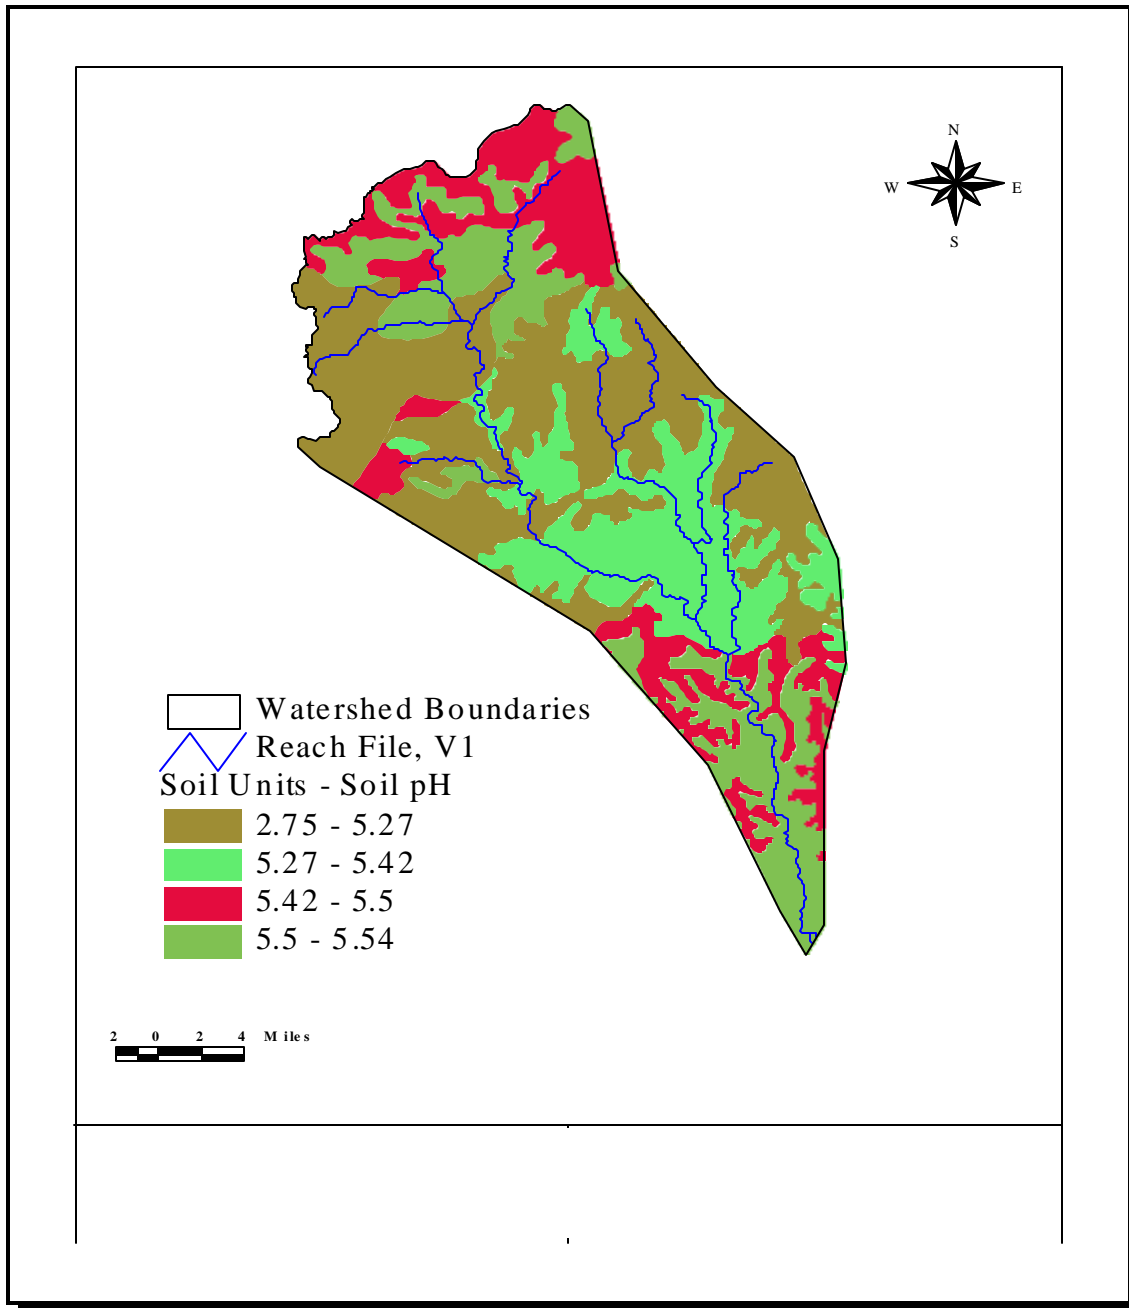 N
W E
S
Watershed Boundaries
Reach File, V1
Soil Units - Soil pH
2.75 - 5.27
5.27 - 5.42
5.42 - 5.5
5.5 - 5.54
2 0 2 4 Miles